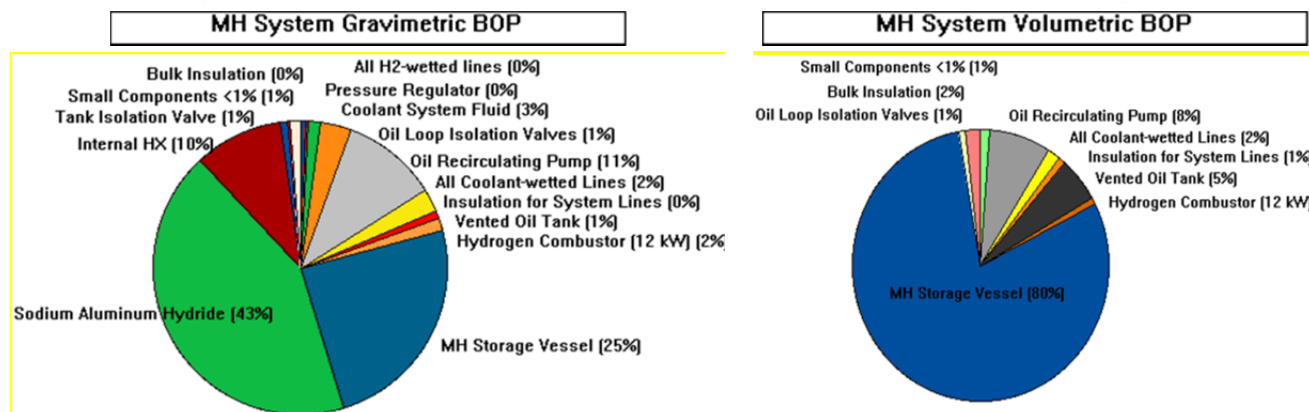 MH System Gravimetric BOP
All H2-wetted lines (0%)
Bulk Insulation (0%)
Pressure Regulator (0%)
Small Components <1% (1%)
Coolant System Fluid (3%)
Tank Isolation Valve (1%)
Oil Loop Isolation Valves (1%)
Internal HX (10%)
Oil Recirculating Pump (11%)
All Coolant-wetted Lines (2%)
Insulation for System Lines (0%)
Vented Oil Tank (1%)
Hydrogen Combustor (12 kW) (2%
Sodium Aluminum Hydride (43%)
MH Storage Vessel (25%)
MH System Volumetric BOP
Small Components <1% (1%)
Bulk Insulation (2%)
Oil Loop Isolation Valves (1%)
Oil Recirculating Pump (8%)
All Coolant-wetted Lines (2%)
Insulation for System Lines (1%
Vented Oil Tank (5%)
Hydrogen Combustor (12 kW)
MH Storage Vessel (80%)